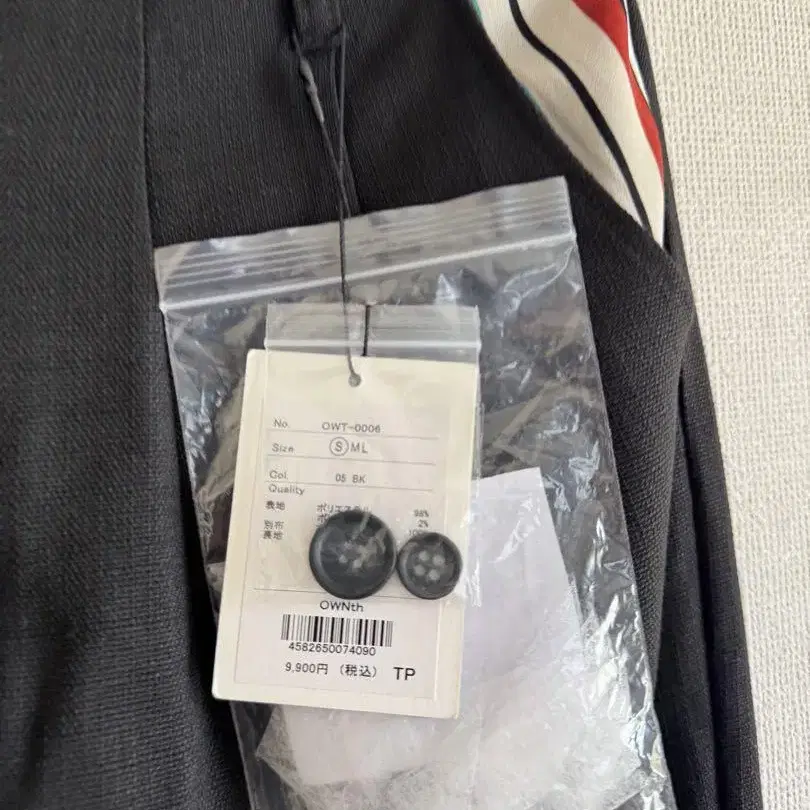 No. OWT-0006
Size Ⓢ M L
Col. 05 BK
Quality
表地 ポリエステル 98%
2%
別布
裏地
OWNth
4582650074090
9,900円 (税込) TP